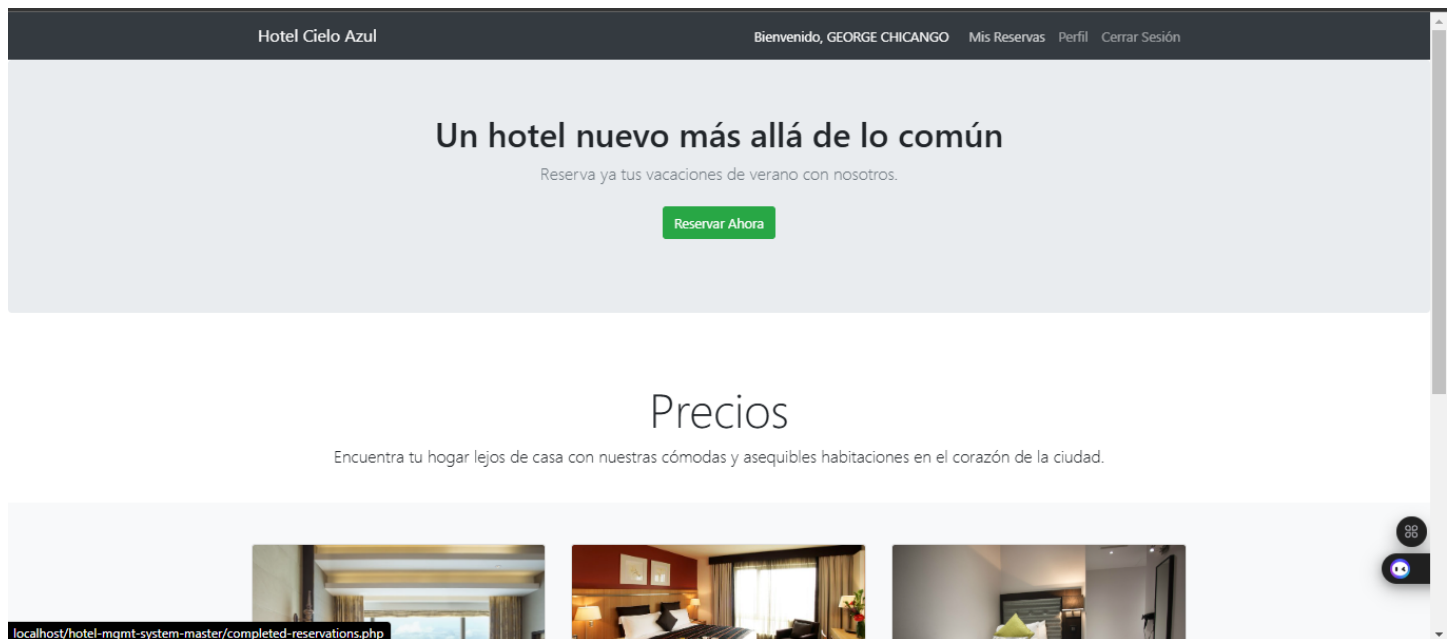 Hotel Cielo Azul
Bienvenido, GEORGE CHICANGO Mis Reservas Perfil Cerrar Sesión
Un hotel nuevo más allá de lo común
Reserva ya tus vacaciones de verano con nosotros.
Reservar Ahora
Precios
Encuentra tu hogar lejos de casa con nuestras cómodas y asequibles habitaciones en el corazón de la ciudad.
localhost/hotel-mgmt-system-master/completed-reservations.php